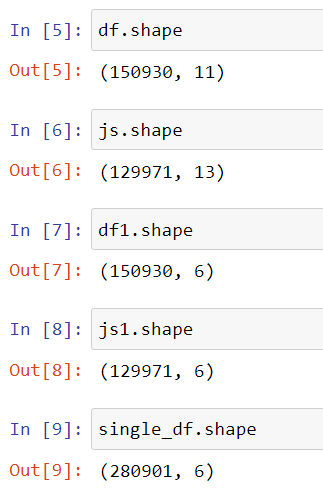 In [5]: df.shape
Out[5]: (150930, 11)
In [6]: js.shape
Out[6]: (129971, 13)
In [7]: df1.shape
Out[7]: (150930, 6)
In [8]: js1.shape
Out[8]: (129971, 6)
In [9]: single_df.shape
Out[9]: (280901, 6)